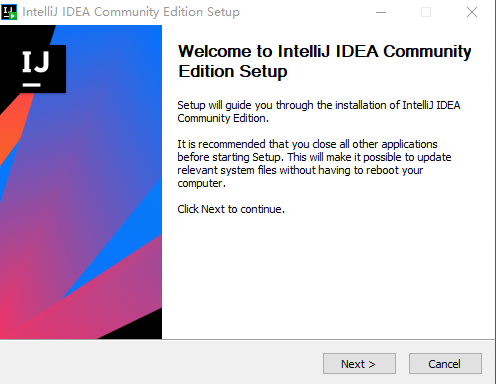 IntelliJ IDEA Community Edition Setup
IJ
Welcome to IntelliJ IDEA Community
Edition Setup
Setup will guide you through the installation of IntelliJ IDEA
Community Edition.
It is recommended that you close all other applications
before starting Setup. This will make it possible to update
relevant system files without having to reboot your
computer.
Click Next to continue.
Next >
Cancel